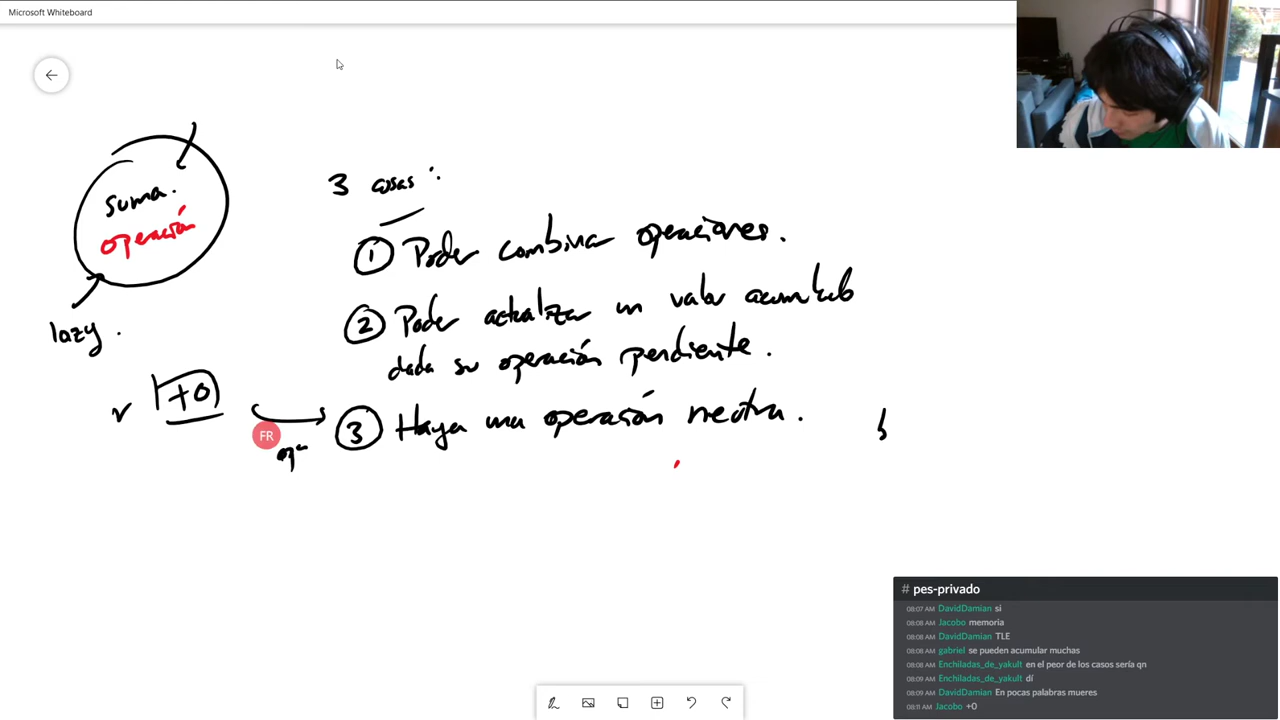 Microsoft Whiteboard
suma.
operación
lazy.
3 cosas:
① Poder combinar operaciones.
② Poder actualizar un valor acumulado
dada su operación pendiente.
③ Haya una operación neutra.
+0
FR
# pes-privado
08:07 AM DavidDamian si
08:08 AM Jacobo memoria
08:08 AM DavidDamian TLE
08:08 AM gabriel se pueden acumular muchas
08:08 AM Enchiladas_de_yakult en el peor de los casos sería qn
08:09 AM Enchiladas_de_yakult dí
08:09 AM DavidDamian En pocas palabras mueres
08:11 AM Jacobo +0